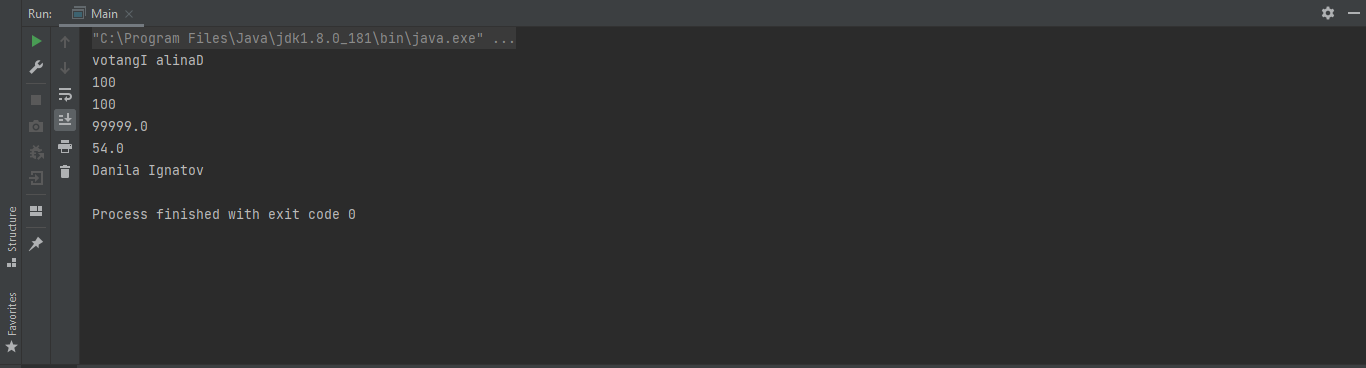 Run: Main
"C:\Program Files\Java\jdk1.8.0_181\bin\java.exe" ...
votangI alinaD
100
100
99999.0
54.0
Danila Ignatov
Process finished with exit code 0
Structure
Favorites